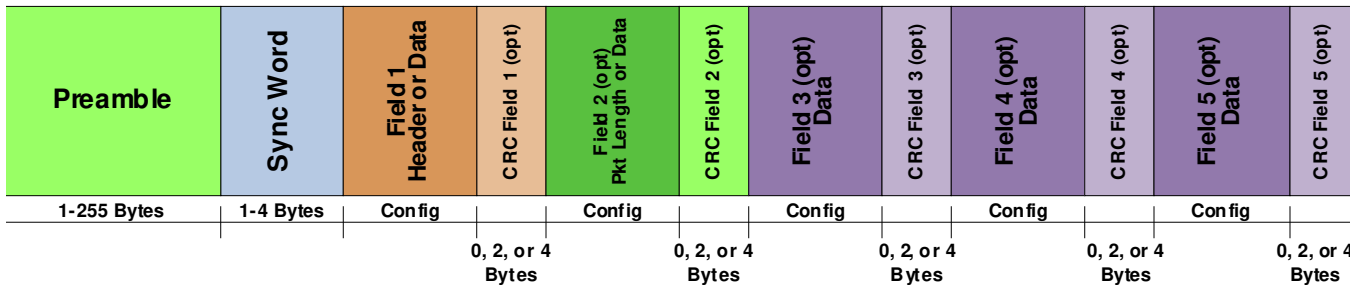 Preamble
Sync Word
Field 1
Header or Data
CRC Field 1 (opt)
Field 2 (opt)
Pkt Length or Data
CRC Field 2 (opt)
Field 3 (opt)
Data
CRC Field 3 (opt)
Field 4 (opt)
Data
CRC Field 4 (opt)
Field 5 (opt)
Data
CRC Field 5 (opt)
1-255 Bytes
1-4 Bytes
Config
Config
Config
Config
Config
0, 2, or 4
Bytes
0, 2, or 4
Bytes
0, 2, or 4
Bytes
0, 2, or 4
Bytes
0, 2, or 4
Bytes